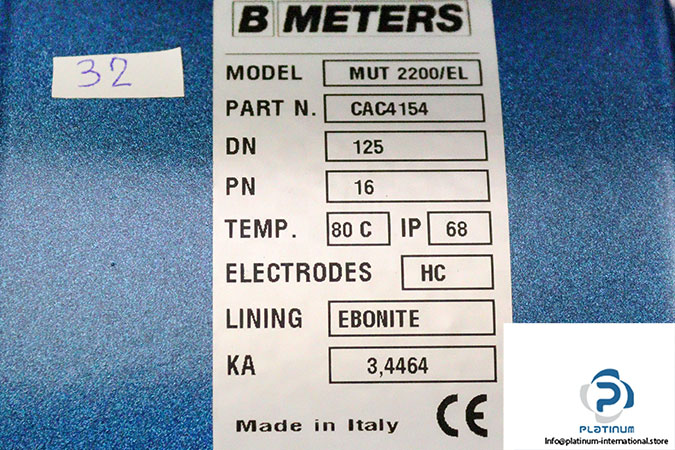 B METERS
32
MODEL MUT 2200/EL
PART N. CAC4154
DN 125
PN 16
TEMP. 80 C IP 68
ELECTRODES HC
LINING EBONITE
KA 3,4464
Made in Italy CE
PLATINUM
Info@platinum-international.store